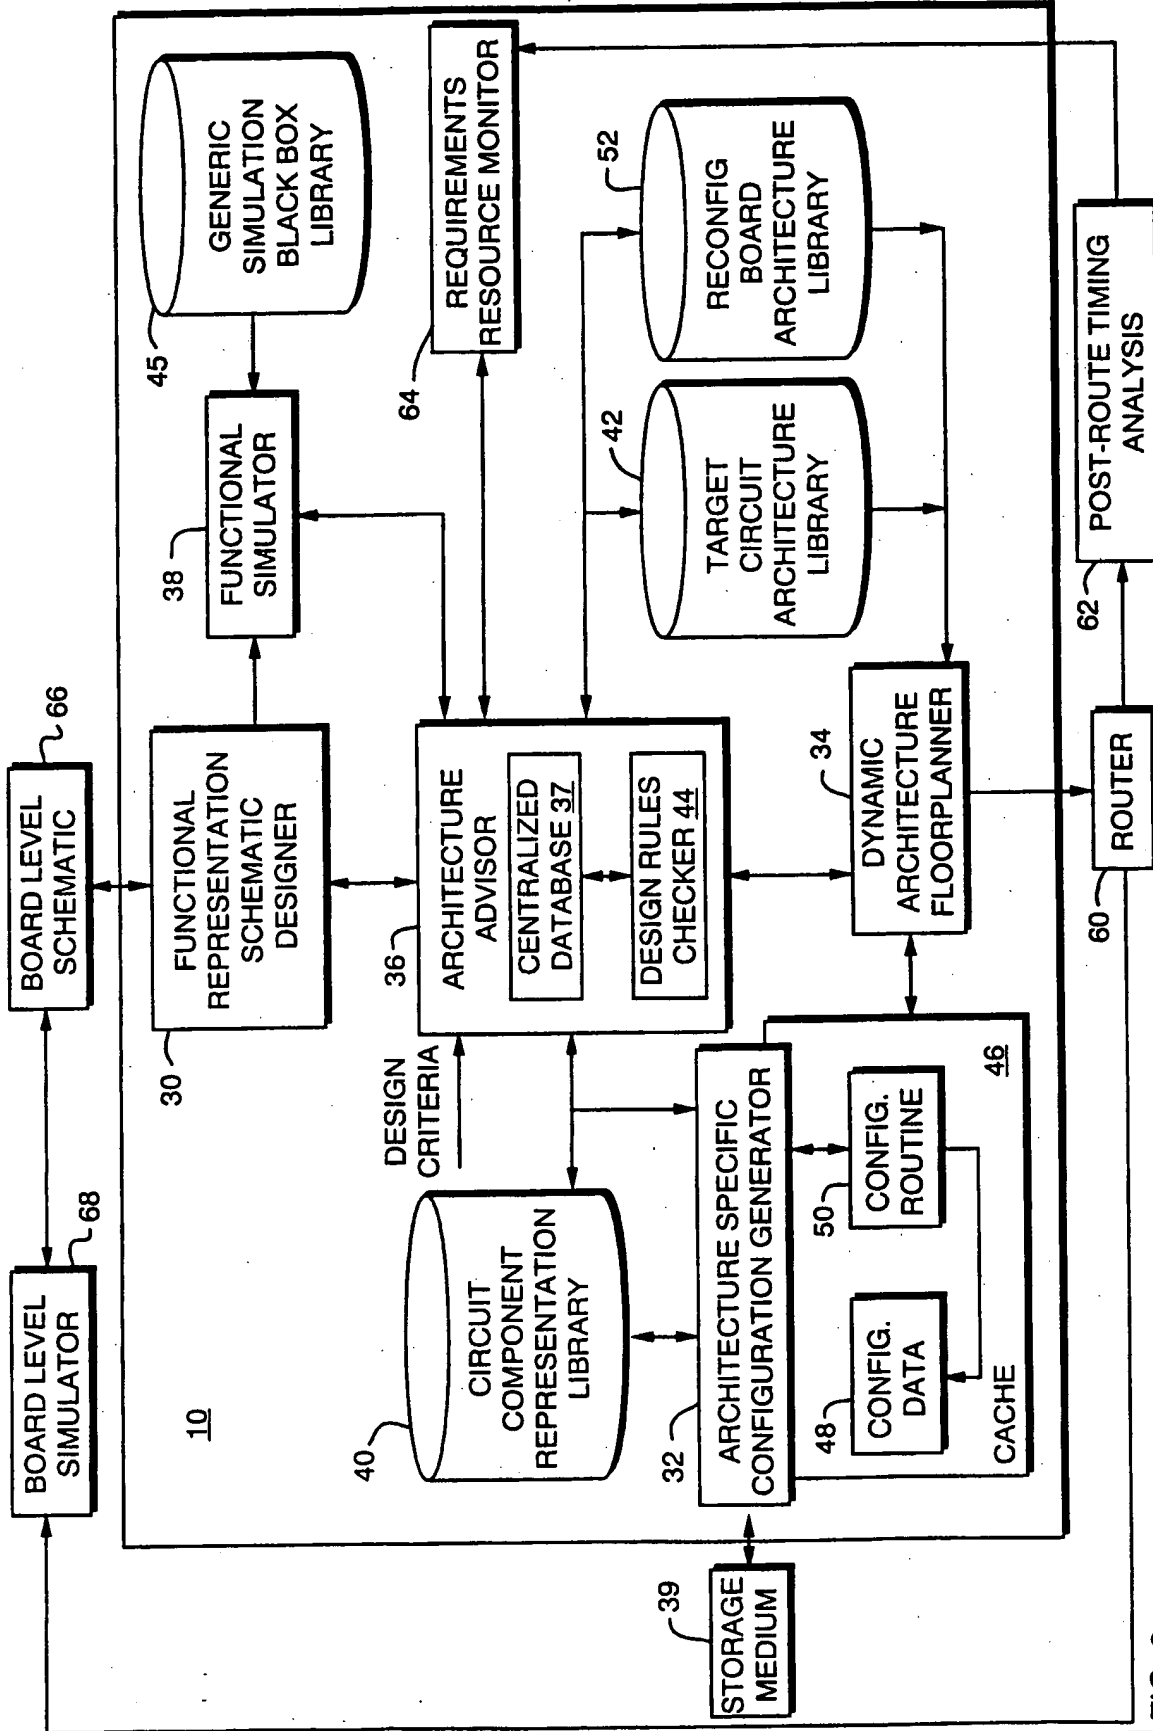 BOARD LEVEL
SIMULATOR
68
BOARD LEVEL
SCHEMATIC
66
10
30
FUNCTIONAL
REPRESENTATION
SCHEMATIC
DESIGNER
38
FUNCTIONAL
SIMULATOR
45
GENERIC
SIMULATION
BLACK BOX
LIBRARY
40
CIRCUIT
COMPONENT
REPRESENTATION
LIBRARY
DESIGN
CRITERIA
36
ARCHITECTURE
ADVISOR
CENTRALIZED
DATABASE 37
DESIGN RULES
CHECKER 44
64
REQUIREMENTS
RESOURCE MONITOR
42
TARGET
CIRCUIT
ARCHITECTURE
LIBRARY
52
RECONFIG
BOARD
ARCHITECTURE
LIBRARY
39
STORAGE
MEDIUM
32
ARCHITECTURE SPECIFIC
CONFIGURATION GENERATOR
48
CONFIG.
DATA
50
CONFIG.
ROUTINE
46
CACHE
34
DYNAMIC
ARCHITECTURE
FLOORPLANNER
60
ROUTER
62
POST-ROUTE TIMING
ANALYSIS